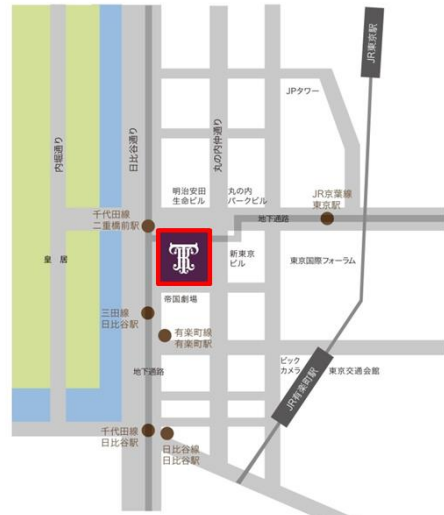 JR東京駅
JPタワー
内堀通り
日比谷通り
丸の内仲通り
明治安田
生命ビル
丸の内
パークビル
JR京葉線
東京駅
千代田線
二重橋前駅
地下通路
皇 居
新東京
ビル
東京国際フォーラム
帝国劇場
三田線
日比谷駅
有楽町線
有楽町駅
ビック
カメラ
東京交通会館
地下通路
JR有楽町駅
千代田線
日比谷駅
日比谷線
日比谷駅